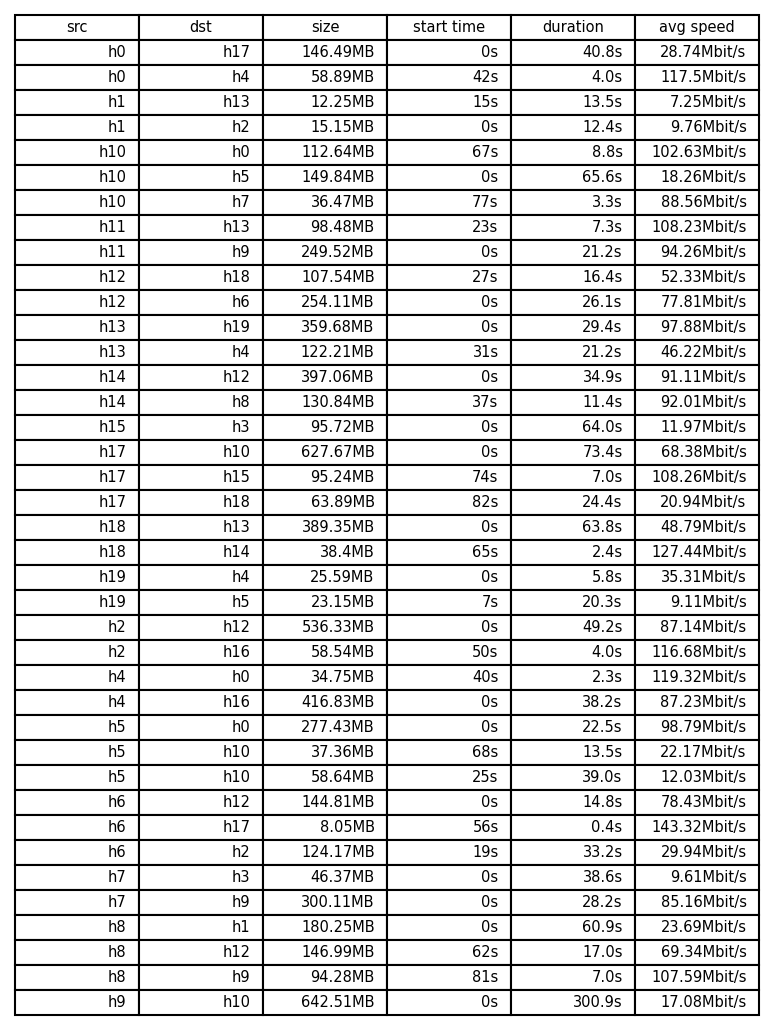 src dst size start time duration avg speed
h0 h17 146.49MB 0s 40.8s 28.74Mbit/s
h0 h4 58.89MB 42s 4.0s 117.5Mbit/s
h1 h13 12.25MB 15s 13.5s 7.25Mbit/s
h1 h2 15.15MB 0s 12.4s 9.76Mbit/s
h10 h0 112.64MB 67s 8.8s 102.63Mbit/s
h10 h5 149.84MB 0s 65.6s 18.26Mbit/s
h10 h7 36.47MB 77s 3.3s 88.56Mbit/s
h11 h13 98.48MB 23s 7.3s 108.23Mbit/s
h11 h9 249.52MB 0s 21.2s 94.26Mbit/s
h12 h18 107.54MB 27s 16.4s 52.33Mbit/s
h12 h6 254.11MB 0s 26.1s 77.81Mbit/s
h13 h19 359.68MB 0s 29.4s 97.88Mbit/s
h13 h4 122.21MB 31s 21.2s 46.22Mbit/s
h14 h12 397.06MB 0s 34.9s 91.11Mbit/s
h14 h8 130.84MB 37s 11.4s 92.01Mbit/s
h15 h3 95.72MB 0s 64.0s 11.97Mbit/s
h17 h10 627.67MB 0s 73.4s 68.38Mbit/s
h17 h15 95.24MB 74s 7.0s 108.26Mbit/s
h17 h18 63.89MB 82s 24.4s 20.94Mbit/s
h18 h13 389.35MB 0s 63.8s 48.79Mbit/s
h18 h14 38.4MB 65s 2.4s 127.44Mbit/s
h19 h4 25.59MB 0s 5.8s 35.31Mbit/s
h19 h5 23.15MB 7s 20.3s 9.11Mbit/s
h2 h12 536.33MB 0s 49.2s 87.14Mbit/s
h2 h16 58.54MB 50s 4.0s 116.68Mbit/s
h4 h0 34.75MB 40s 2.3s 119.32Mbit/s
h4 h16 416.83MB 0s 38.2s 87.23Mbit/s
h5 h0 277.43MB 0s 22.5s 98.79Mbit/s
h5 h10 37.36MB 68s 13.5s 22.17Mbit/s
h5 h10 58.64MB 25s 39.0s 12.03Mbit/s
h6 h12 144.81MB 0s 14.8s 78.43Mbit/s
h6 h17 8.05MB 56s 0.4s 143.32Mbit/s
h6 h2 124.17MB 19s 33.2s 29.94Mbit/s
h7 h3 46.37MB 0s 38.6s 9.61Mbit/s
h7 h9 300.11MB 0s 28.2s 85.16Mbit/s
h8 h1 180.25MB 0s 60.9s 23.69Mbit/s
h8 h12 146.99MB 62s 17.0s 69.34Mbit/s
h8 h9 94.28MB 81s 7.0s 107.59Mbit/s
h9 h10 642.51MB 0s 300.9s 17.08Mbit/s